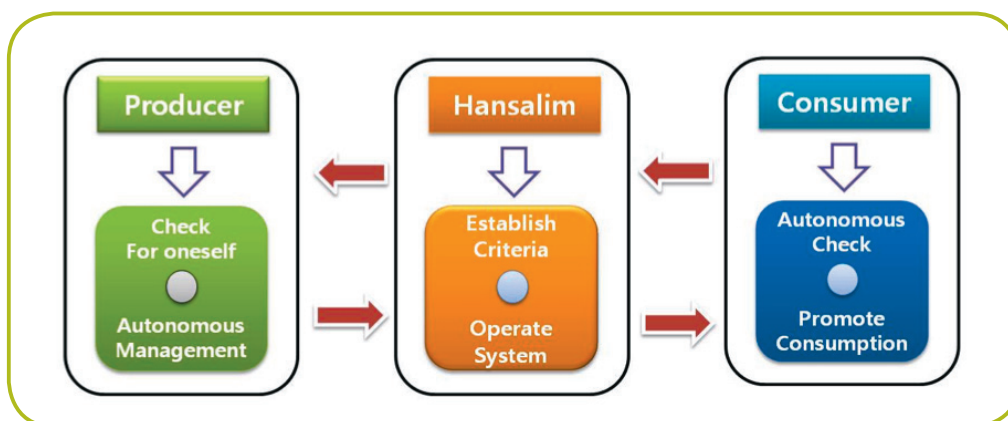 Producer
Check
For oneself
Autonomous
Management
Hansalim
Establish
Criteria
Operate
System
Consumer
Autonomous
Check
Promote
Consumption